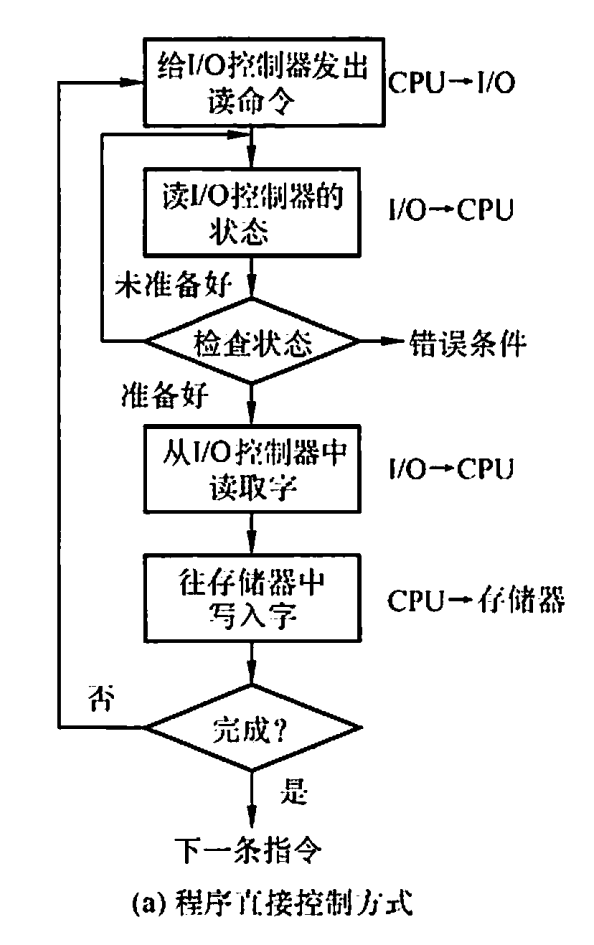 给I/O控制器发出
读命令
CPU→I/O
读I/O控制器的
状态
I/O→CPU
未准备好
检查状态
错误条件
准备好
从I/O控制器中
读取字
I/O→CPU
往存储器中
写入字
CPU→存储器
否
完成?
是
下一条指令
(a) 程序直接控制方式